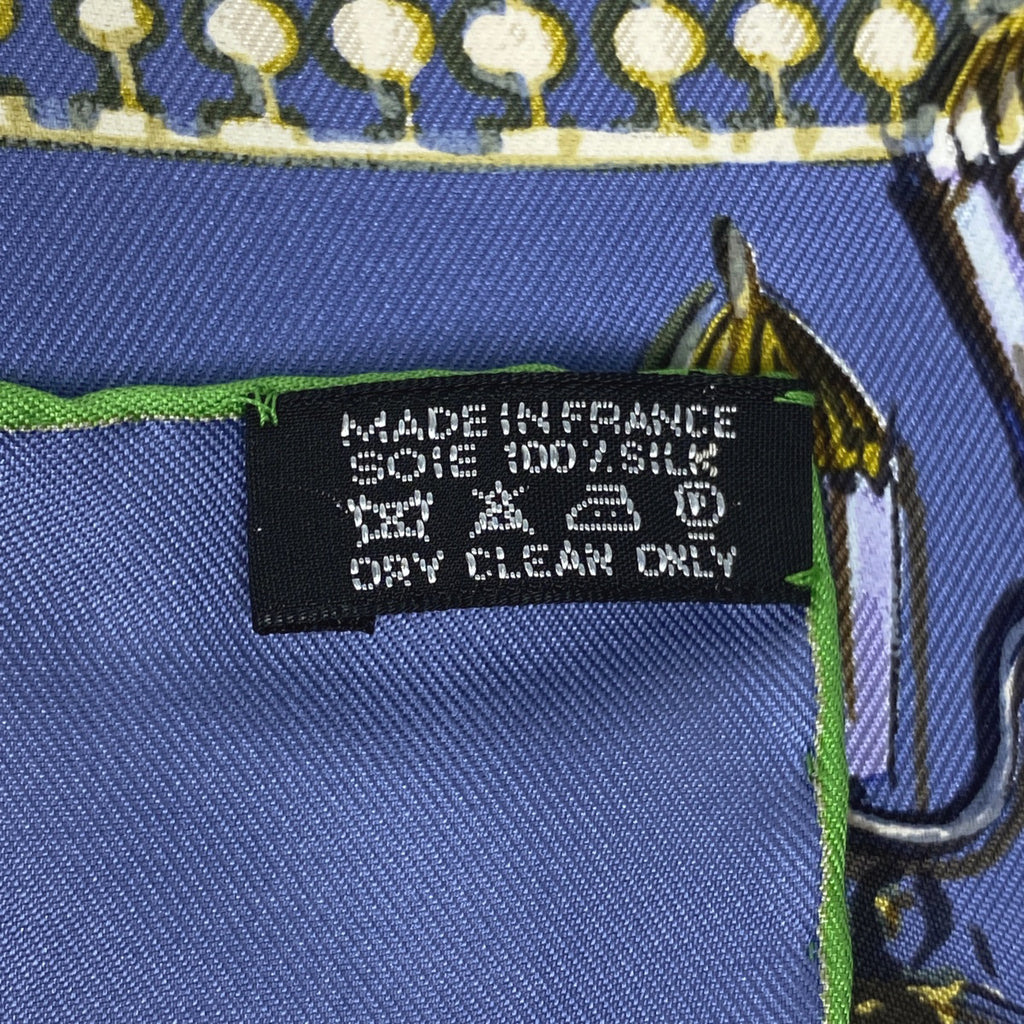 MADE IN FRANCE
SOIE 100% SILK
DRY CLEAN ONLY